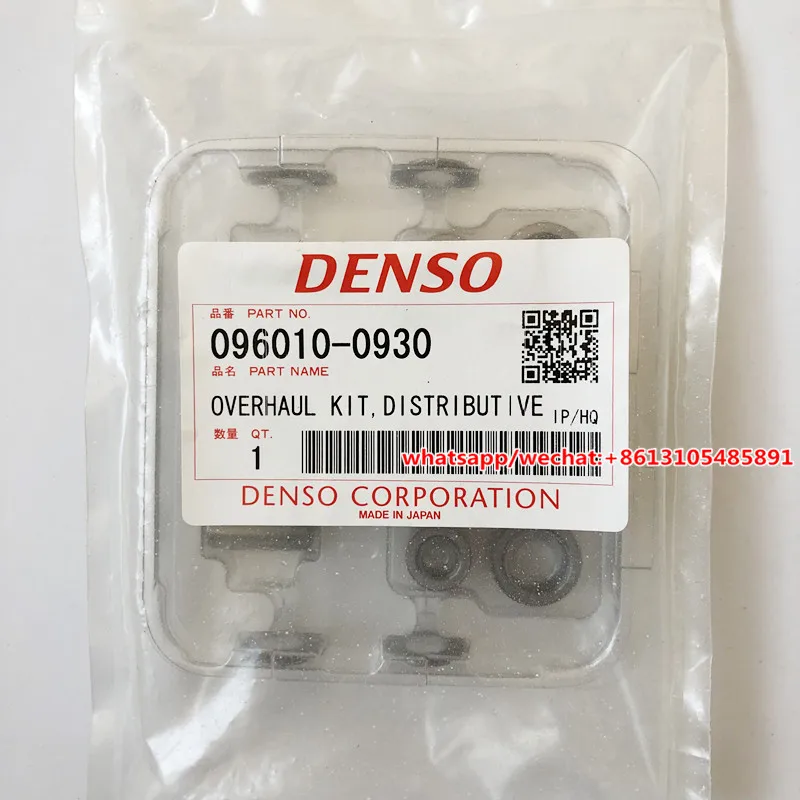 DENSO
品番 PART NO.
096010-0930
品名 PART NAME
OVERHAUL KIT, DISTRIBUTIVE IP/HQ
数量 QT.
1
whatsapp/wechat:+8613105485891
DENSO CORPORATION
MADE IN JAPAN